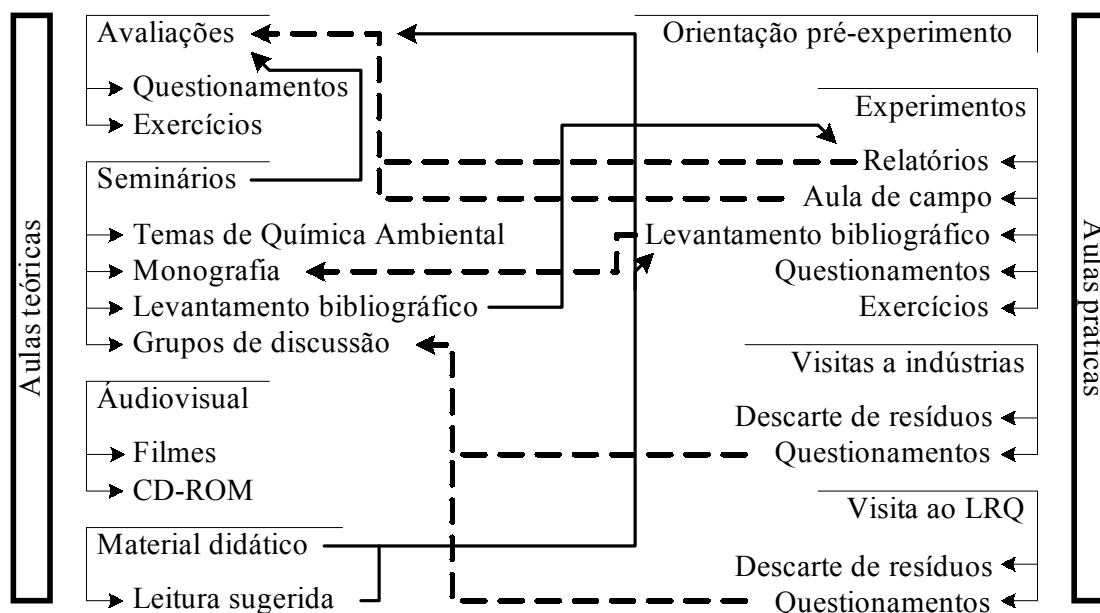 Aulas teóricas
Avaliações
Questionamentos
Exercícios
Seminários
Temas de Química Ambiental
Monografia
Levantamento bibliográfico
Grupos de discussão
Áudiovisual
Filmes
CD-ROM
Material didático
Leitura sugerida
Orientação pré-experimento
Experimentos
Relatórios
Aula de campo
Levantamento bibliográfico
Questionamentos
Exercícios
Visitas a indústrias
Descarte de resíduos
Questionamentos
Visita ao LRQ
Descarte de resíduos
Questionamentos
Aulas praticas